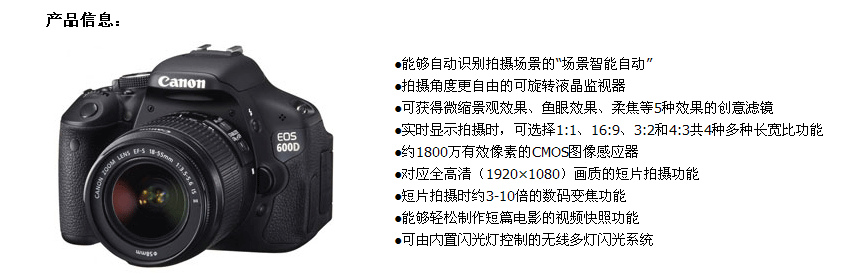 产品信息：
Canon
EOS
600D
CANON ZOOM LENS EF-S 18-55mm 1:3.5-5.6 IS II
ø58mm
●能够自动识别拍摄场景的“场景智能自动”
●拍摄角度更自由的可旋转液晶监视器
●可获得微缩景观效果、鱼眼效果、柔焦等5种效果的创意滤镜
●实时显示拍摄时，可选择1:1、16:9、3:2和4:3共4种多种长宽比功能
●约1800万有效像素的CMOS图像感应器
●对应全高清（1920×1080）画质的短片拍摄功能
●短片拍摄时约3-10倍的数码变焦功能
●能够轻松制作短篇电影的视频快照功能
●可由内置闪光灯控制的无线多灯闪光系统